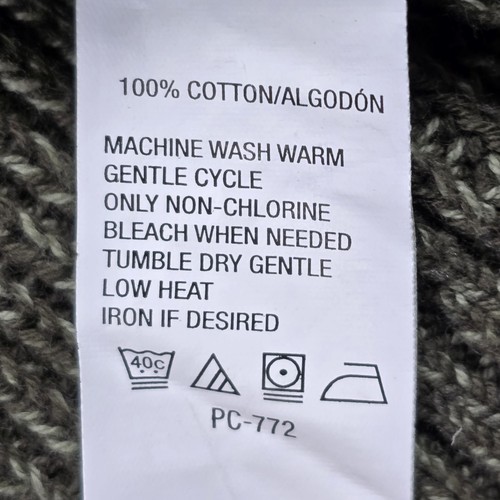 100% COTTON/ALGODÓN
MACHINE WASH WARM
GENTLE CYCLE
ONLY NON-CHLORINE
BLEACH WHEN NEEDED
TUMBLE DRY GENTLE
LOW HEAT
IRON IF DESIRED
40c
PC-772